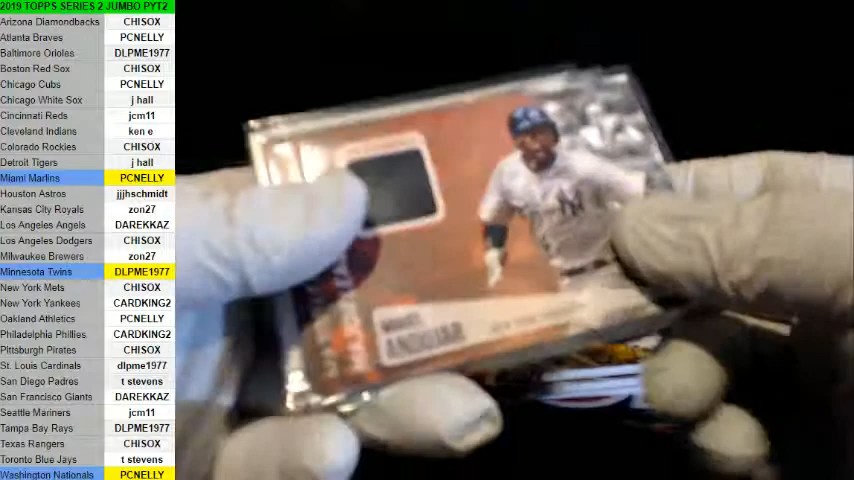 2019 TOPPS SERIES 2 JUMBO PYT2
Arizona Diamondbacks CHISOX
Atlanta Braves PCNELLY
Baltimore Orioles DLPME1977
Boston Red Sox CHISOX
Chicago Cubs PCNELLY
Chicago White Sox j hall
Cincinnati Reds jcm11
Cleveland Indians ken e
Colorado Rockies CHISOX
Detroit Tigers j hall
Miami Marlins PCNELLY
Houston Astros jjjhschmidt
Kansas City Royals zon27
Los Angeles Angels DAREKKAZ
Los Angeles Dodgers CHISOX
Milwaukee Brewers zon27
Minnesota Twins DLPME1977
New York Mets CHISOX
New York Yankees CARDKING2
Oakland Athletics PCNELLY
Philadelphia Phillies CARDKING2
Pittsburgh Pirates CHISOX
St. Louis Cardinals dlpme1977
San Diego Padres t stevens
San Francisco Giants DAREKKAZ
Seattle Mariners jcm11
Tampa Bay Rays DLPME1977
Texas Rangers CHISOX
Toronto Blue Jays t stevens
Washington Nationals PCNELLY
ANDUJAR